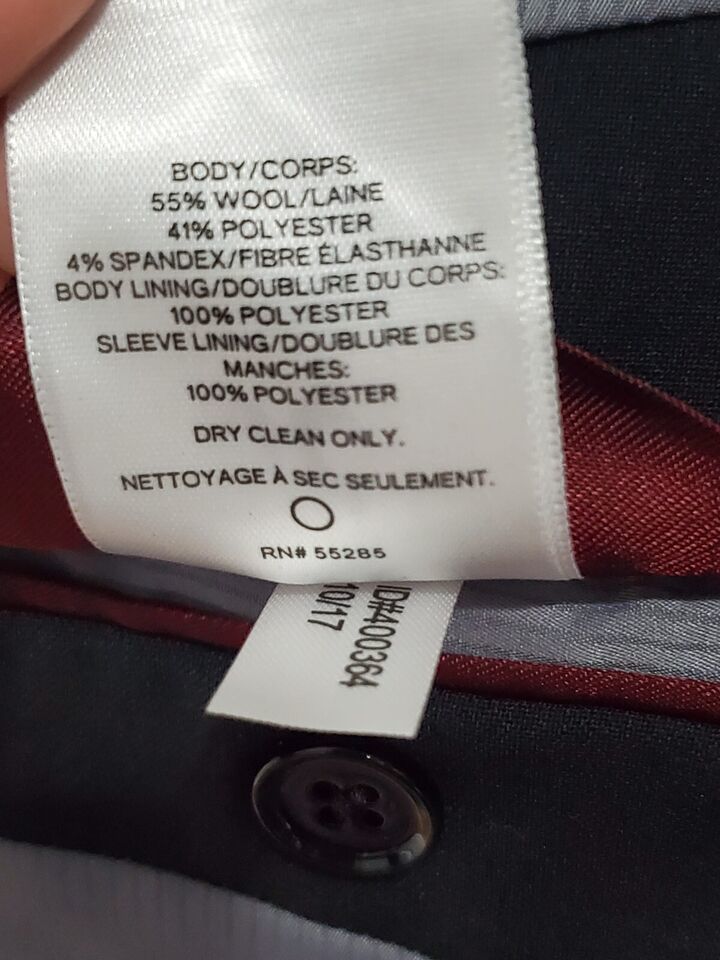 BODY/CORPS:
55% WOOL/LAINE
41% POLYESTER
4% SPANDEX/FIBRE ÉLASTHANNE
BODY LINING/DOUBLURE DU CORPS:
100% POLYESTER
SLEEVE LINING/DOUBLURE DES
MANCHES:
100% POLYESTER
DRY CLEAN ONLY.
NETTOYAGE À SEC SEULEMENT.
RN# 55285
ID#400364
10/17